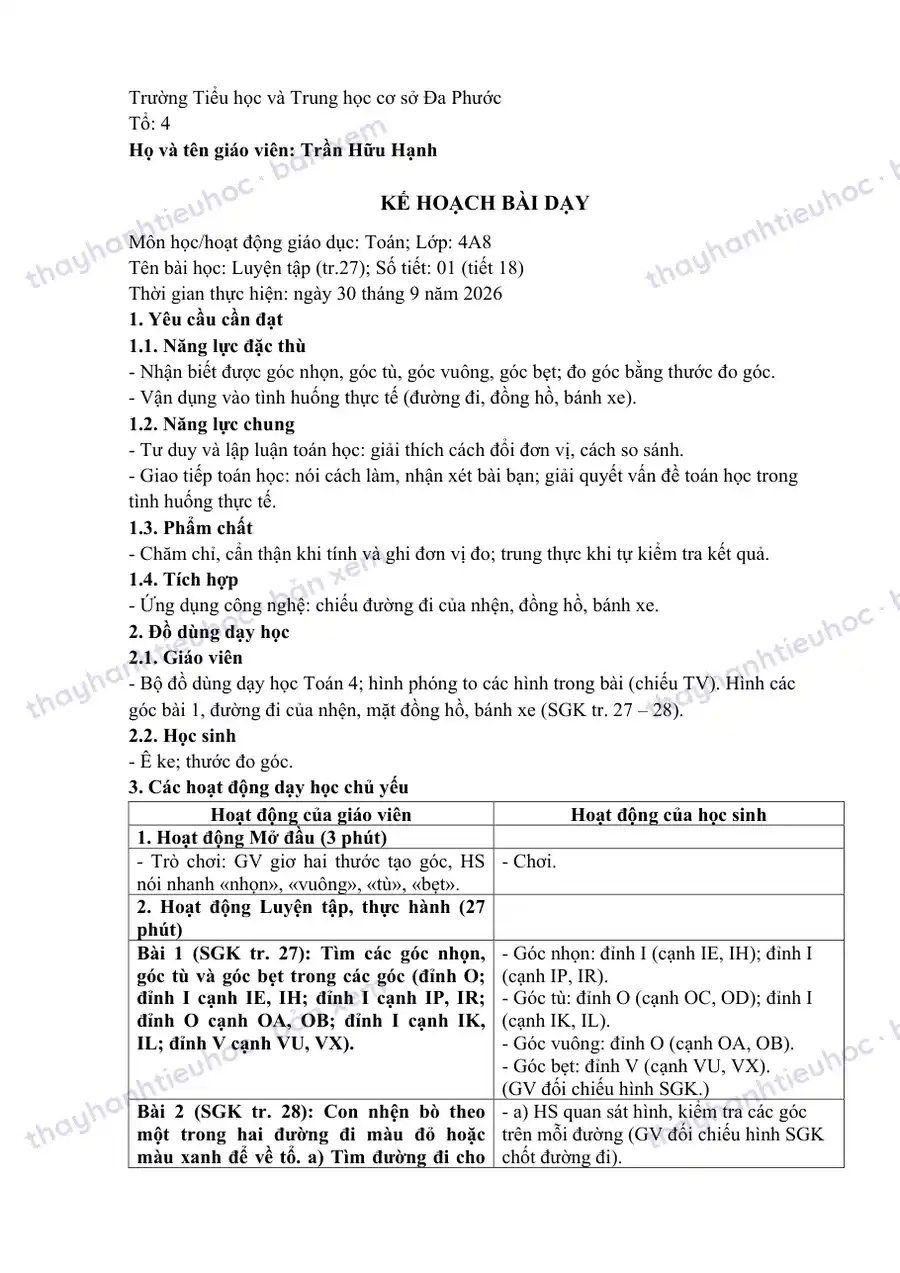 Trường Tiểu học và Trung học cơ sở Đa Phước
Tổ: 4
Họ và tên giáo viên: Trần Hữu Hạnh
KẾ HOẠCH BÀI DẠY
Môn học/hoạt động giáo dục: Toán; Lớp: 4A8
Tên bài học: Luyện tập (tr.27); Số tiết: 01 (tiết 18)
Thời gian thực hiện: ngày 30 tháng 9 năm 2026
1. Yêu cầu cần đạt
1.1. Năng lực đặc thù
- Nhận biết được góc nhọn, góc tù, góc vuông, góc bẹt; đo góc bằng thước đo góc.
- Vận dụng vào tình huống thực tế (đường đi, đồng hồ, bánh xe).
1.2. Năng lực chung
- Tư duy và lập luận toán học: giải thích cách đổi đơn vị, cách so sánh.
- Giao tiếp toán học: nói cách làm, nhận xét bài bạn; giải quyết vấn đề toán học trong
tình huống thực tế.
1.3. Phẩm chất
- Chăm chỉ, cẩn thận khi tính và ghi đơn vị đo; trung thực khi tự kiểm tra kết quả.
1.4. Tích hợp
- Ứng dụng công nghệ: chiếu đường đi của nhện, đồng hồ, bánh xe.
2. Đồ dùng dạy học
2.1. Giáo viên
- Bộ đồ dùng dạy học Toán 4; hình phóng to các hình trong bài (chiếu TV). Hình các
góc bài 1, đường đi của nhện, mặt đồng hồ, bánh xe (SGK tr. 27 – 28).
2.2. Học sinh
- Ê ke; thước đo góc.
3. Các hoạt động dạy học chủ yếu
Hoạt động của giáo viên
Hoạt động của học sinh
1. Hoạt động Mở đầu (3 phút)
- Trò chơi: GV giơ hai thước tạo góc, HS
nói nhanh «nhọn», «vuông», «tù», «bẹt».
- Chơi.
2. Hoạt động Luyện tập, thực hành (27
phút)
Bài 1 (SGK tr. 27): Tìm các góc nhọn,
góc tù và góc bẹt trong các góc (đỉnh O;
đỉnh I cạnh IE, IH; đỉnh I cạnh IP, IR;
đỉnh O cạnh OA, OB; đỉnh I cạnh IK,
IL; đỉnh V cạnh VU, VX).
- Góc nhọn: đỉnh I (cạnh IE, IH); đỉnh I
(cạnh IP, IR).
- Góc tù: đỉnh O (cạnh OC, OD); đỉnh I
(cạnh IK, IL).
- Góc vuông: đỉnh O (cạnh OA, OB).
- Góc bẹt: đỉnh V (cạnh VU, VX).
(GV đối chiếu hình SGK.)
Bài 2 (SGK tr. 28): Con nhện bò theo
một trong hai đường đi màu đỏ hoặc
màu xanh để về tổ. a) Tìm đường đi cho
- a) HS quan sát hình, kiểm tra các góc
trên mỗi đường (GV đối chiếu hình SGK
chốt đường đi).
thayhanhtieuhoc · bản xem
thayhanhtieuhoc · b
thayhanhtieuhoc · bản xem
thayhanhtieuhoc · b
thayhanhtieuhoc · bản xem
thayhanhtieuhoc · b